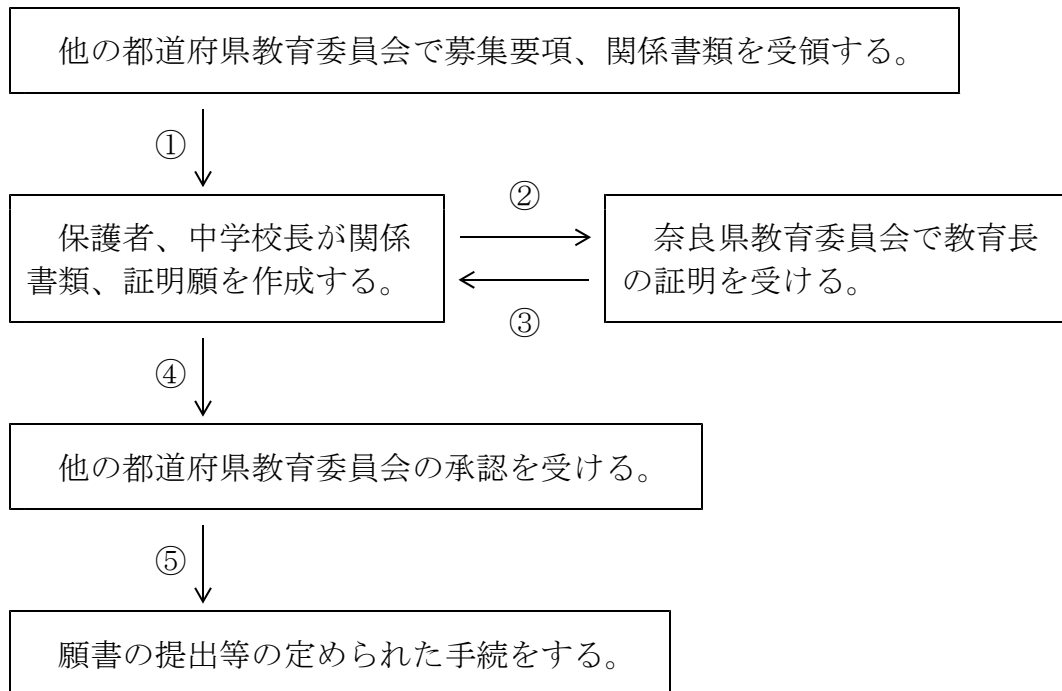 他の都道府県教育委員会で募集要項、関係書類を受領する。
①
②
保護者、中学校長が関係
書類、証明願を作成する。
奈良県教育委員会で教育長
の証明を受ける。
③
④
他の都道府県教育委員会の承認を受ける。
⑤
願書の提出等の定められた手続をする。